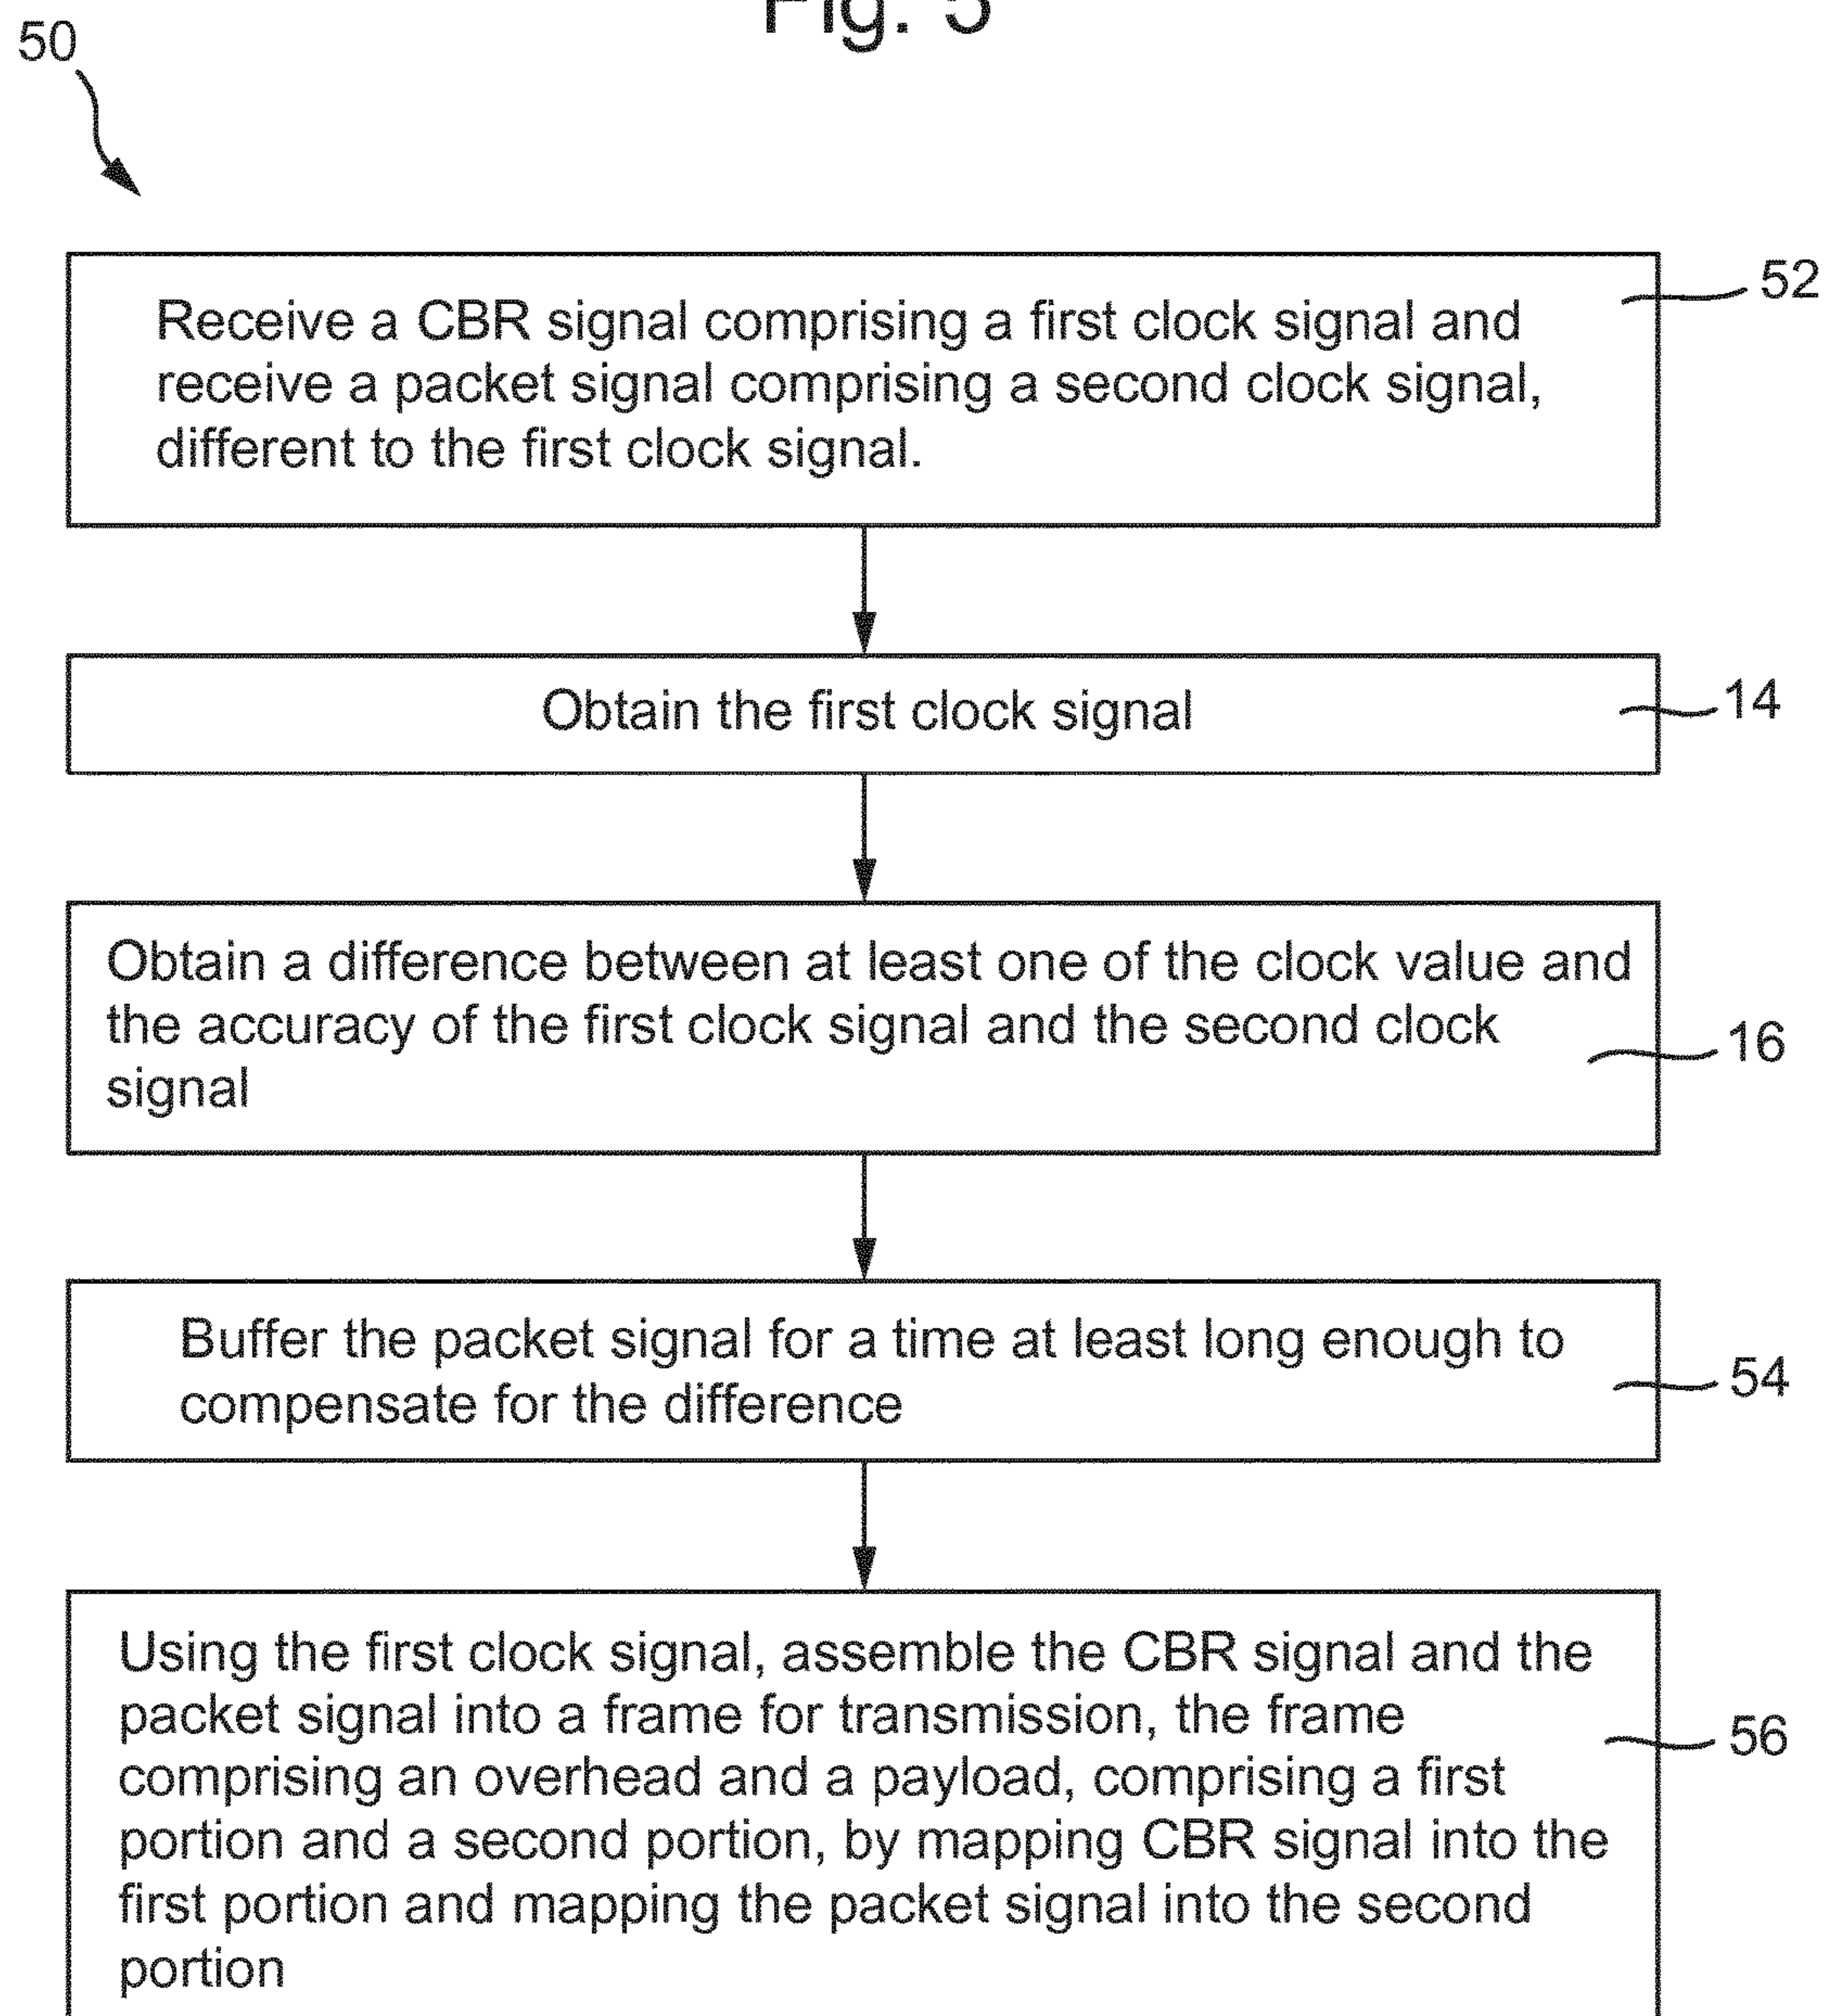 Fig. 5
50
Receive a CBR signal comprising a first clock signal and
receive a packet signal comprising a second clock signal,
different to the first clock signal.
52
Obtain the first clock signal
14
Obtain a difference between at least one of the clock value and
the accuracy of the first clock signal and the second clock
signal
16
Buffer the packet signal for a time at least long enough to
compensate for the difference
54
Using the first clock signal, assemble the CBR signal and the
packet signal into a frame for transmission, the frame
comprising an overhead and a payload, comprising a first
portion and a second portion, by mapping CBR signal into the
first portion and mapping the packet signal into the second
portion
56